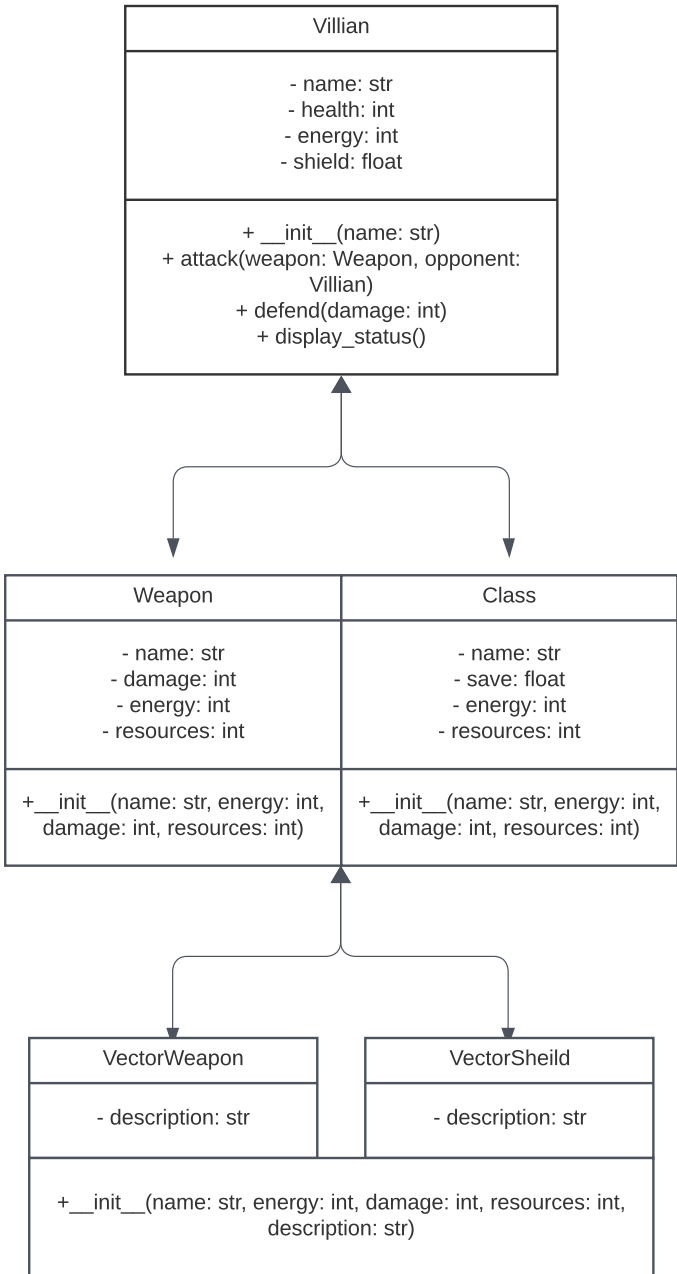 Villian
- name: str
- health: int
- energy: int
- shield: float
+ __init__(name: str)
+ attack(weapon: Weapon, opponent:
Villian)
+ defend(damage: int)
+ display_status()
Weapon
- name: str
- damage: int
- energy: int
- resources: int
+__init__(name: str, energy: int,
damage: int, resources: int)
Class
- name: str
- save: float
- energy: int
- resources: int
+__init__(name: str, energy: int,
damage: int, resources: int)
VectorWeapon
- description: str
VectorSheild
- description: str
+__init__(name: str, energy: int, damage: int, resources: int,
description: str)